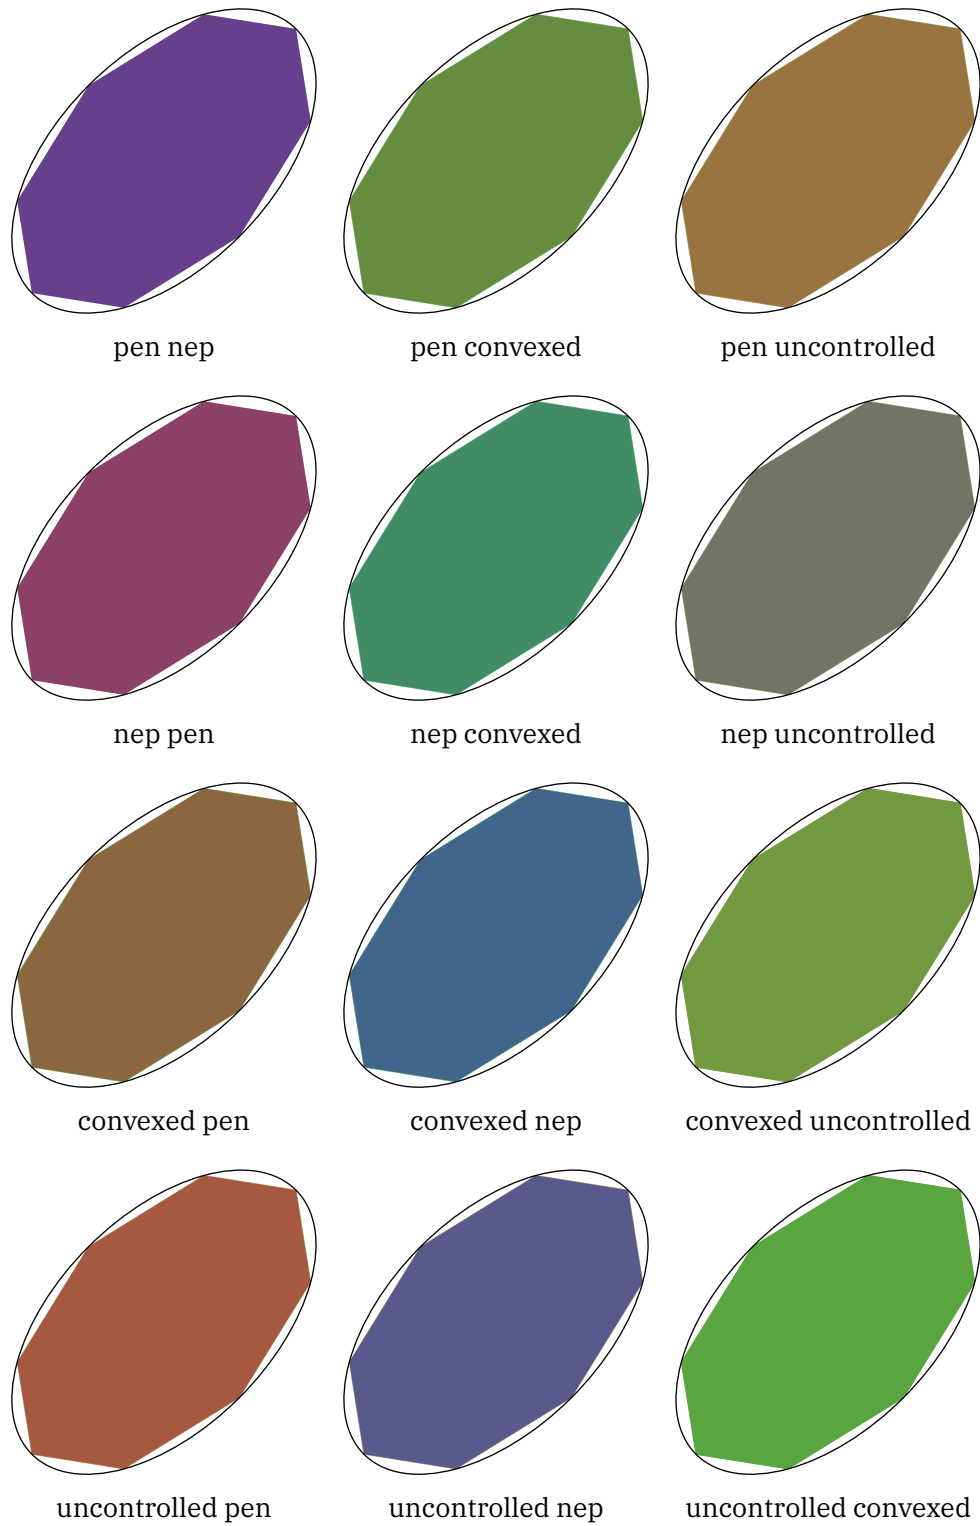 pen nep
pen convexed
pen uncontrolled
nep pen
nep convexed
nep uncontrolled
convexed pen
convexed nep
convexed uncontrolled
uncontrolled pen
uncontrolled nep
uncontrolled convexed